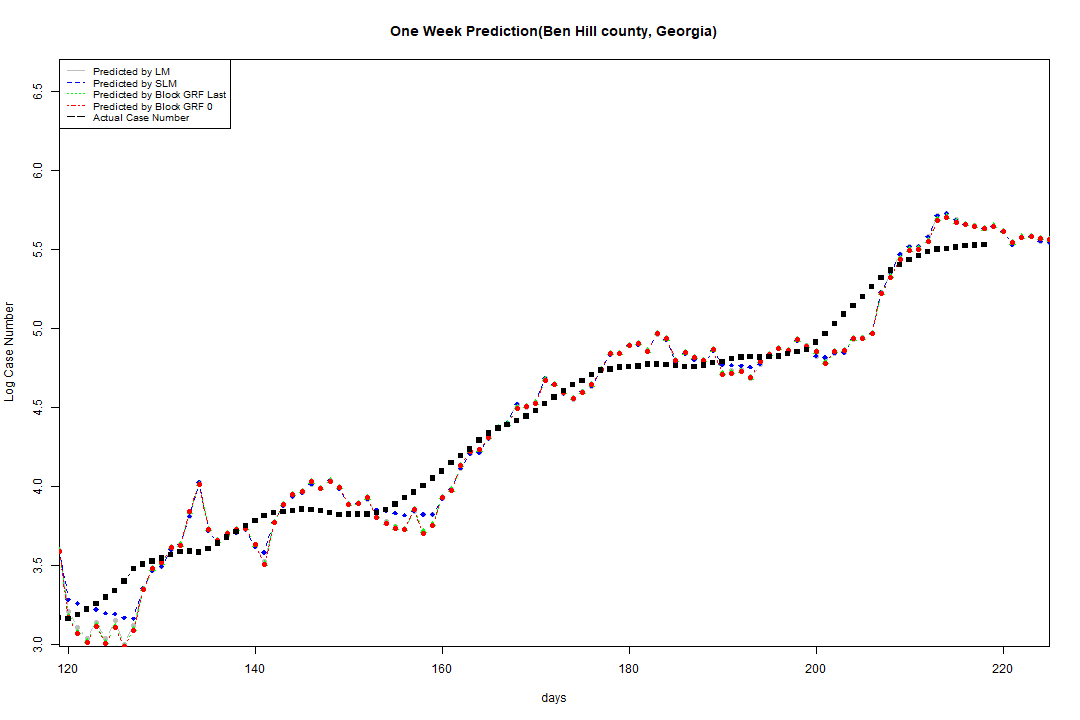 One Week Prediction(Ben Hill county, Georgia)
Predicted by LM
Predicted by SLM
Predicted by Block GRF Last
Predicted by Block GRF 0
Actual Case Number
6.5
6.0
5.5
5.0
4.5
4.0
3.5
3.0
Log Case Number
120 140 160 180 200 220
days